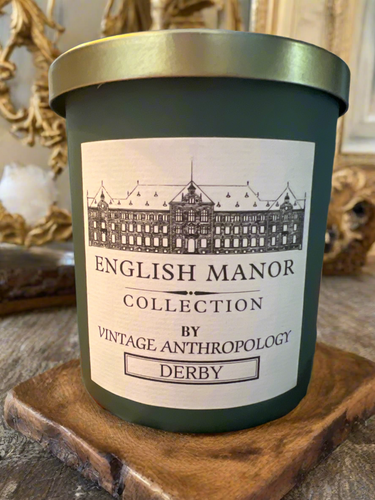 ENGLISH MANOR
COLLECTION
BY
VINTAGE ANTHROPOLOGY
DERBY